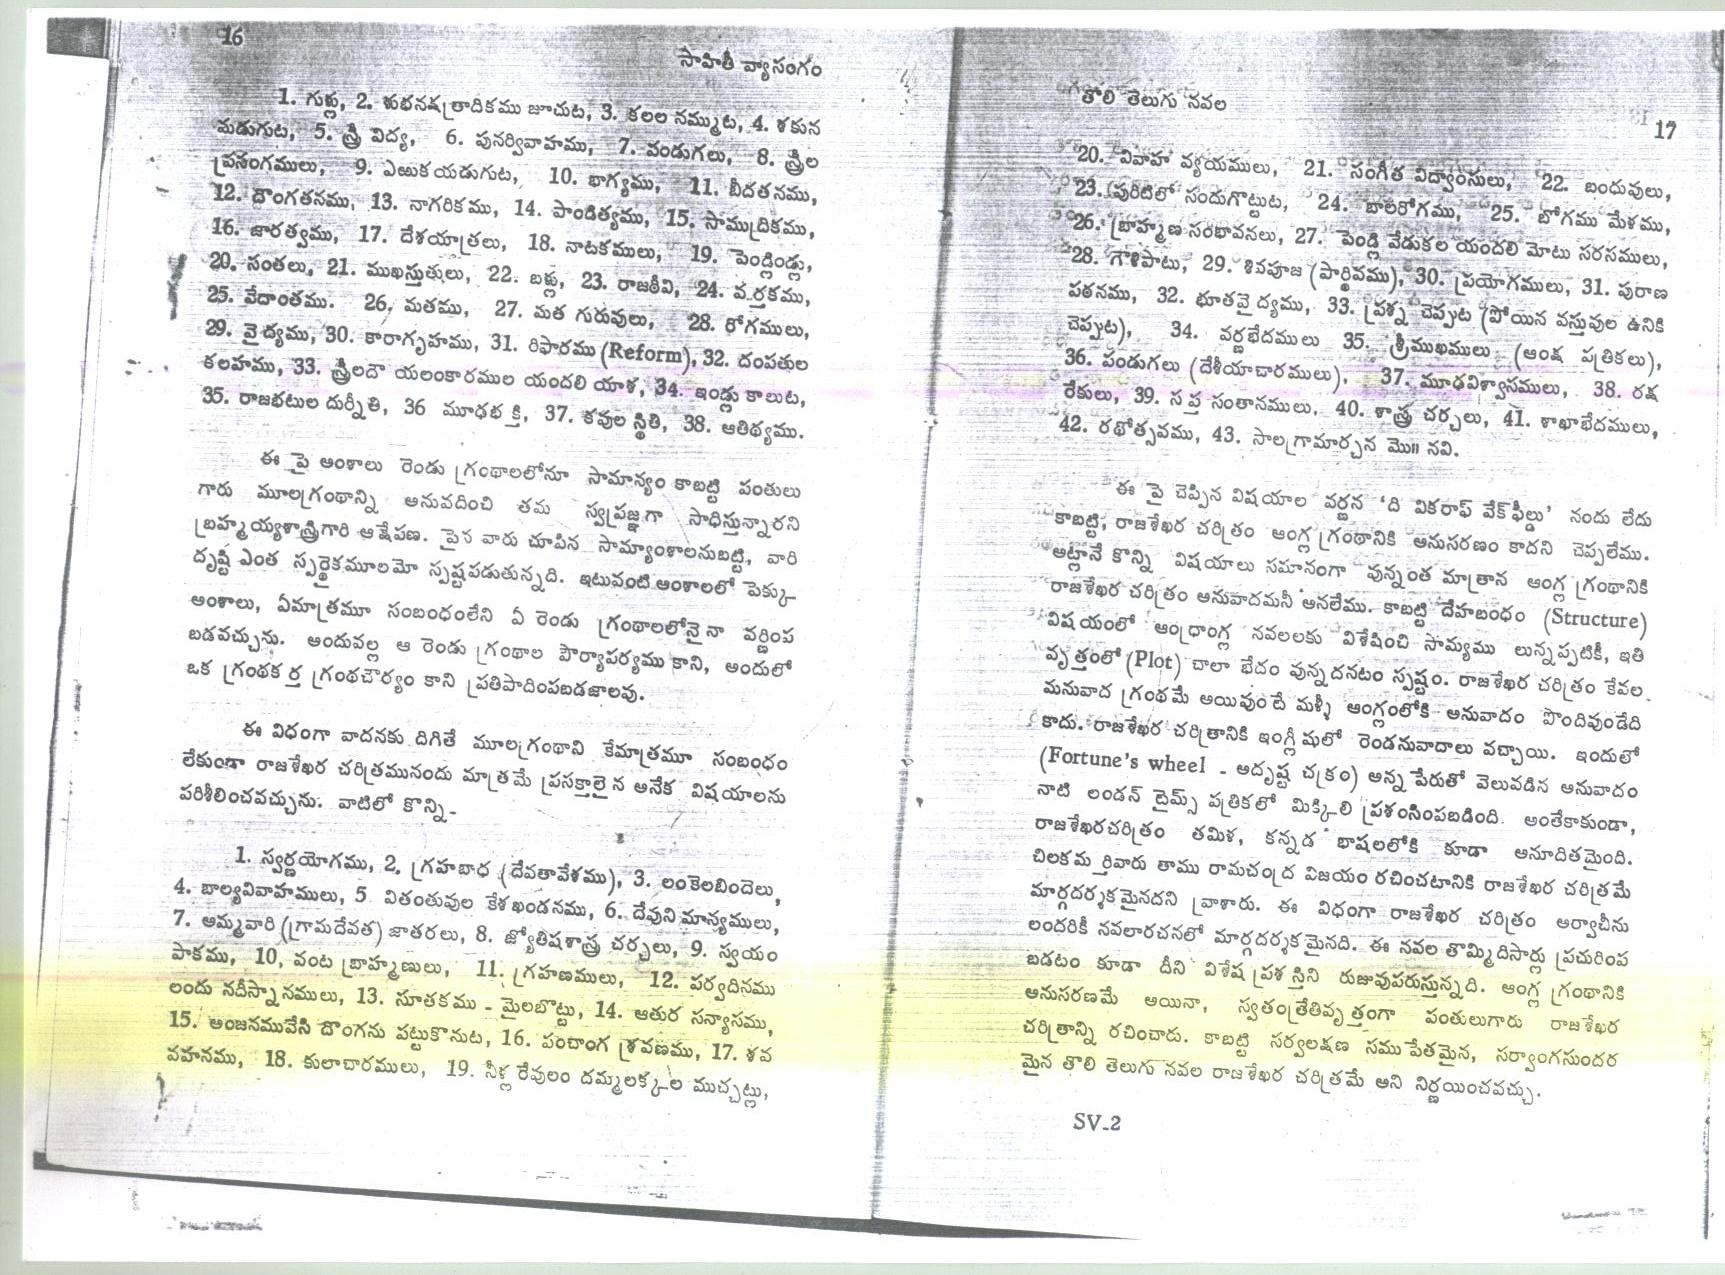 16
సాహితీ వ్యాసంగం
1. గుళ్లు, 2. శుభనక్షత్రాదికము జూచుట, 3. కలల నమ్ముట, 4. శకున
మడుగుట, 5. స్త్రీ విద్య, 6. పునర్వివాహము, 7. పండుగలు, 8. స్త్రీల
ప్రసంగములు, 9. ఎఱుకయడుగుట, 10. భాగ్యము, 11. బీదతనము,
12. దొంగతనము, 13. నాగరికము, 14. పాండిత్యము, 15. సాముద్రికము,
16. జారత్వము, 17. దేశయాత్రలు, 18. నాటకములు, 19. పెండ్లిండ్లు,
20. సంతలు, 21. ముఖస్తుతులు, 22. బళ్లు, 23. రాజఠీవి, 24. వర్తకము,
25. వేదాంతము. 26. మతము, 27. మత గురువులు, 28. రోగములు,
29. వైద్యము, 30. కారాగృహము, 31. రిఫారము (Reform), 32. దంపతుల
కలహము, 33. స్త్రీలదౌ యలంకారముల యందలి యాశ, 34. ఇండ్లు కాలుట,
35. రాజభటుల దుర్నీతి, 36 మూఢభక్తి, 37. కవుల స్థితి, 38. ఆతిథ్యము.
ఈ పై అంశాలు రెండు గ్రంథాలలోనూ సామాన్యం కాబట్టి పంతులు
గారు మూలగ్రంథాన్ని అనువదించి తమ స్వప్రజ్ఞగా సాధిస్తున్నారని
బ్రహ్మయ్యశాస్త్రిగారి ఆక్షేపణ. పైన వారు చూపిన సామ్యాంశాలనుబట్టి, వారి
దృష్టి ఎంత స్పర్థైకమూలమో స్పష్టపడుతున్నది. ఇటువంటి అంశాలలో పెక్కు
అంశాలు, ఏమాత్రమూ సంబంధంలేని ఏ రెండు గ్రంథాలలోనైనా వర్ణింప
బడవచ్చును. అందువల్ల ఆ రెండు గ్రంథాల పౌర్వాపర్యము కాని, అందులో
ఒక గ్రంథకర్త గ్రంథచౌర్యం కాని ప్రతిపాదింపబడజాలవు.
ఈ విధంగా వాదనకు దిగితే మూలగ్రంథాని కేమాత్రమూ సంబంధం
లేకుండా రాజశేఖర చరిత్రమునందు మాత్రమే ప్రసక్తాలైన అనేక విషయాలను
పరిశీలించవచ్చును. వాటిలో కొన్ని -
1. స్వర్ణయోగము, 2. గ్రహబాధ (దేవతావేశము), 3. లంకెలబిందెలు,
4. బాల్యవివాహములు, 5 వితంతువుల కేశఖండనము, 6. దేవుని మాన్యములు,
7. అమ్మవారి (గ్రామదేవత) జాతరలు, 8. జ్యోతిషశాస్త్ర చర్చలు, 9. స్వయం
పాకము, 10, వంట బ్రాహ్మణులు, 11. గ్రహణములు, 12. పర్వదినము
లందు నదీస్నానములు, 13. సూతకము - మైలబొట్టు, 14. ఆతుర సన్యాసము,
15. అంజనమువేసి దొంగను పట్టుకొనుట, 16. పంచాంగ శ్రవణము, 17. శవ
వహనము, 18. కులాచారములు, 19. నీళ్ల రేవులం దమ్మలక్కల ముచ్చట్లు,
తొలి తెలుగు నవల
17
20. వివాహ వ్యయములు, 21. సంగీత విద్వాంసులు, 22. బంధువులు,
23. పురిటిలో సందుగొట్టుట, 24. బాలరోగము, 25. బోగము మేళము,
26. బ్రాహ్మణ సంభావనలు, 27. పెండ్లి వేడుకల యందలి మోటు సరసములు,
28. గౌళిపాటు, 29. శివపూజ (పార్థివము), 30. ప్రయోగములు, 31. పురాణ
పఠనము, 32. భూతవైద్యము, 33. ప్రశ్న చెప్పుట (పోయిన వస్తువుల ఉనికి
చెప్పుట), 34. వర్ణభేదములు 35. శ్రీముఖములు (ఆంక్ష పత్రికలు),
36. పండుగలు (దేశీయాచారములు), 37. మూఢవిశ్వాసములు, 38. రక్ష
రేకులు, 39. సప్త సంతానములు, 40. శాస్త్ర చర్చలు, 41. శాఖాభేదములు,
42. రథోత్సవము, 43. సాలగ్రామార్చన మొ॥ నవి.
ఈ పై చెప్పిన విషయాల వర్ణన ‘ది వికరాఫ్ వేక్‌ఫీల్డు’ నందు లేదు
కాబట్టి, రాజశేఖర చరిత్రం ఆంగ్ల గ్రంథానికి అనుసరణం కాదని చెప్పలేము.
అట్లానే కొన్ని విషయాలు సమానంగా వున్నంత మాత్రాన ఆంగ్ల గ్రంథానికి
రాజశేఖర చరిత్రం అనువాదమనీ అనలేము. కాబట్టి దేహబంధం (Structure)
విషయంలో ఆంధ్రాంగ్ల నవలలకు విశేషించి సామ్యము లున్నప్పటికీ, ఇతి
వృత్తంలో (Plot) చాలా భేదం వున్నదనటం స్పష్టం. రాజశేఖర చరిత్రం కేవల
మనువాద గ్రంథమే అయివుంటే మళ్ళీ ఆంగ్లంలోకి అనువాదం పొందివుండేది
కాదు. రాజశేఖర చరిత్రానికి ఇంగ్లీషులో రెండనువాదాలు వచ్చాయి. ఇందులో
(Fortune's wheel - అదృష్ట చక్రం) అన్న పేరుతో వెలువడిన అనువాదం
నాటి లండన్ టైమ్స్ పత్రికలో మిక్కిలి ప్రశంసింపబడింది. అంతేకాకుండా,
రాజశేఖరచరిత్రం తమిళ, కన్నడ భాషలలోకి కూడా అనూదితమైంది.
చిలకమర్తివారు తాము రామచంద్ర విజయం రచించటానికి రాజశేఖర చరిత్రమే
మార్గదర్శకమైనదని వ్రాశారు. ఈ విధంగా రాజశేఖర చరిత్రం అర్వాచీను
లందరికీ నవలారచనలో మార్గదర్శకమైనది. ఈ నవల తొమ్మిదిసార్లు ప్రచురింప
బడటం కూడా దీని విశేష ప్రశస్తిని రుజువుపరుస్తున్నది. ఆంగ్ల గ్రంథానికి
అనుసరణమే అయినా, స్వతంత్రేతివృత్తంగా పంతులుగారు రాజశేఖర
చరిత్రాన్ని రచించారు. కాబట్టి సర్వలక్షణ సముపేతమైన, సర్వాంగసుందర
మైన తొలి తెలుగు నవల రాజశేఖర చరిత్రమే అని నిర్ణయించవచ్చు.
SV-2